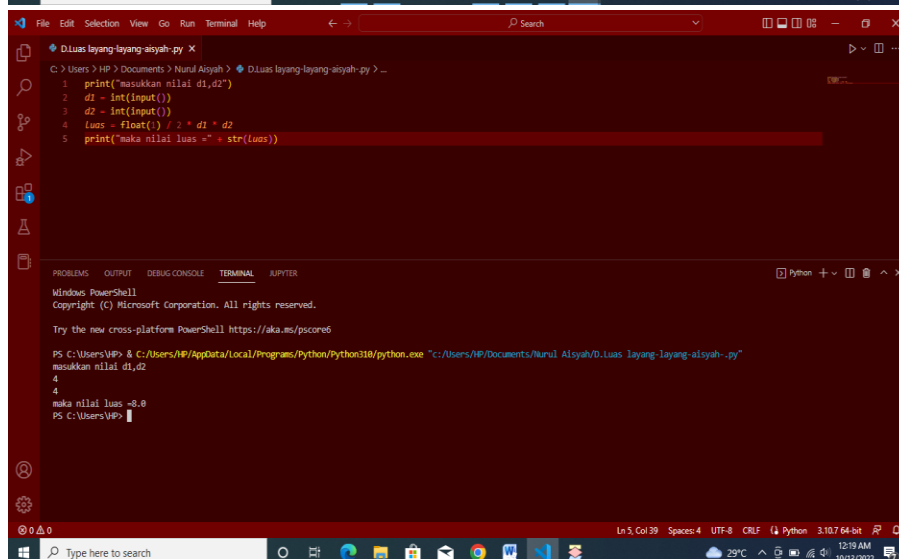 File Edit Selection View Go Run Terminal Help
Search
D.Luas layang-layang-aisyah-.py
C: > Users > HP > Documents > Nurul Aisyah > D.Luas layang-layang-aisyah-.py > ...
1 print("masukkan nilai d1,d2")
2 d1 = int(input())
3 d2 = int(input())
4 luas = float(1) / 2 * d1 * d2
5 print("maka nilai luas =" + str(luas))
PROBLEMS OUTPUT DEBUG CONSOLE TERMINAL JUPYTER
Python
Windows PowerShell
Copyright (C) Microsoft Corporation. All rights reserved.
Try the new cross-platform PowerShell https://aka.ms/pscore6
PS C:\Users\HP> & C:/Users/HP/AppData/Local/Programs/Python/Python310/python.exe "c:/Users/HP/Documents/Nurul Aisyah/D.Luas layang-layang-aisyah-.py"
masukkan nilai d1,d2
4
4
maka nilai luas =8.0
PS C:\Users\HP>
0 0
Ln 5, Col 39 Spaces: 4 UTF-8 CRLF Python 3.10.7 64-bit
Type here to search
29°C
12:19 AM
10/13/2022